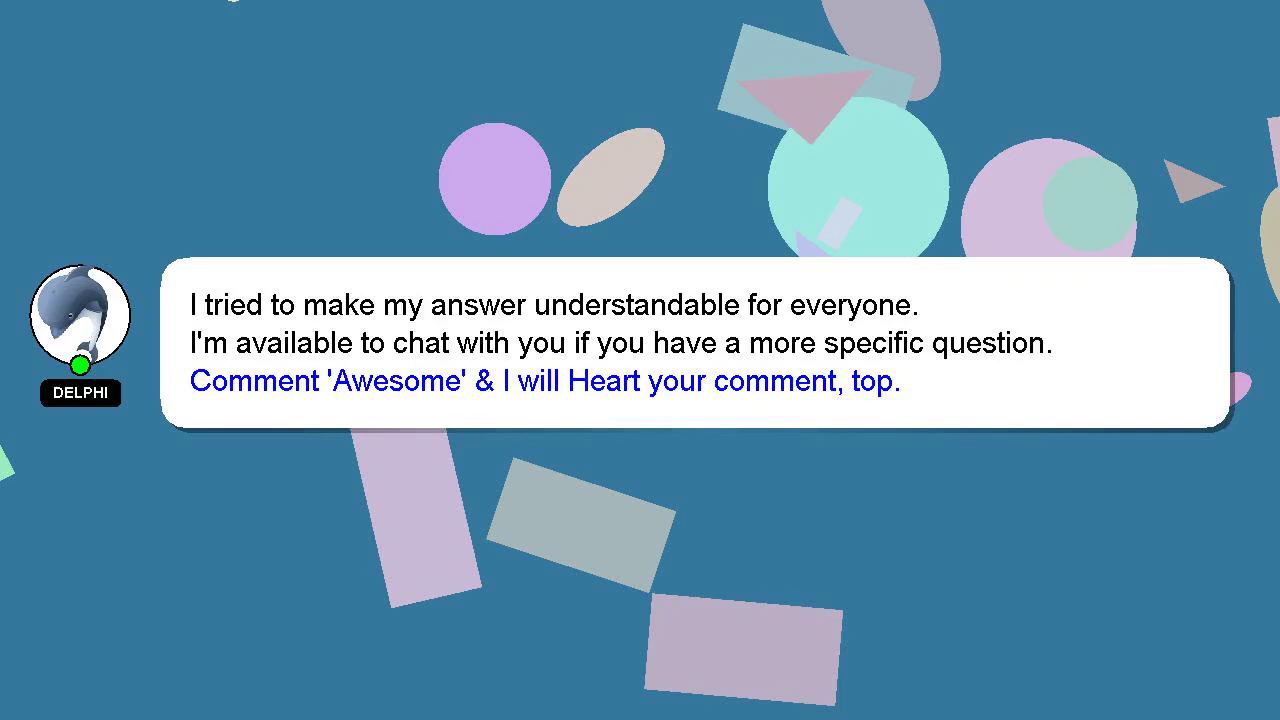 I tried to make my answer understandable for everyone.
I'm available to chat with you if you have a more specific question.
Comment 'Awesome' & I will Heart your comment, top.
DELPHI